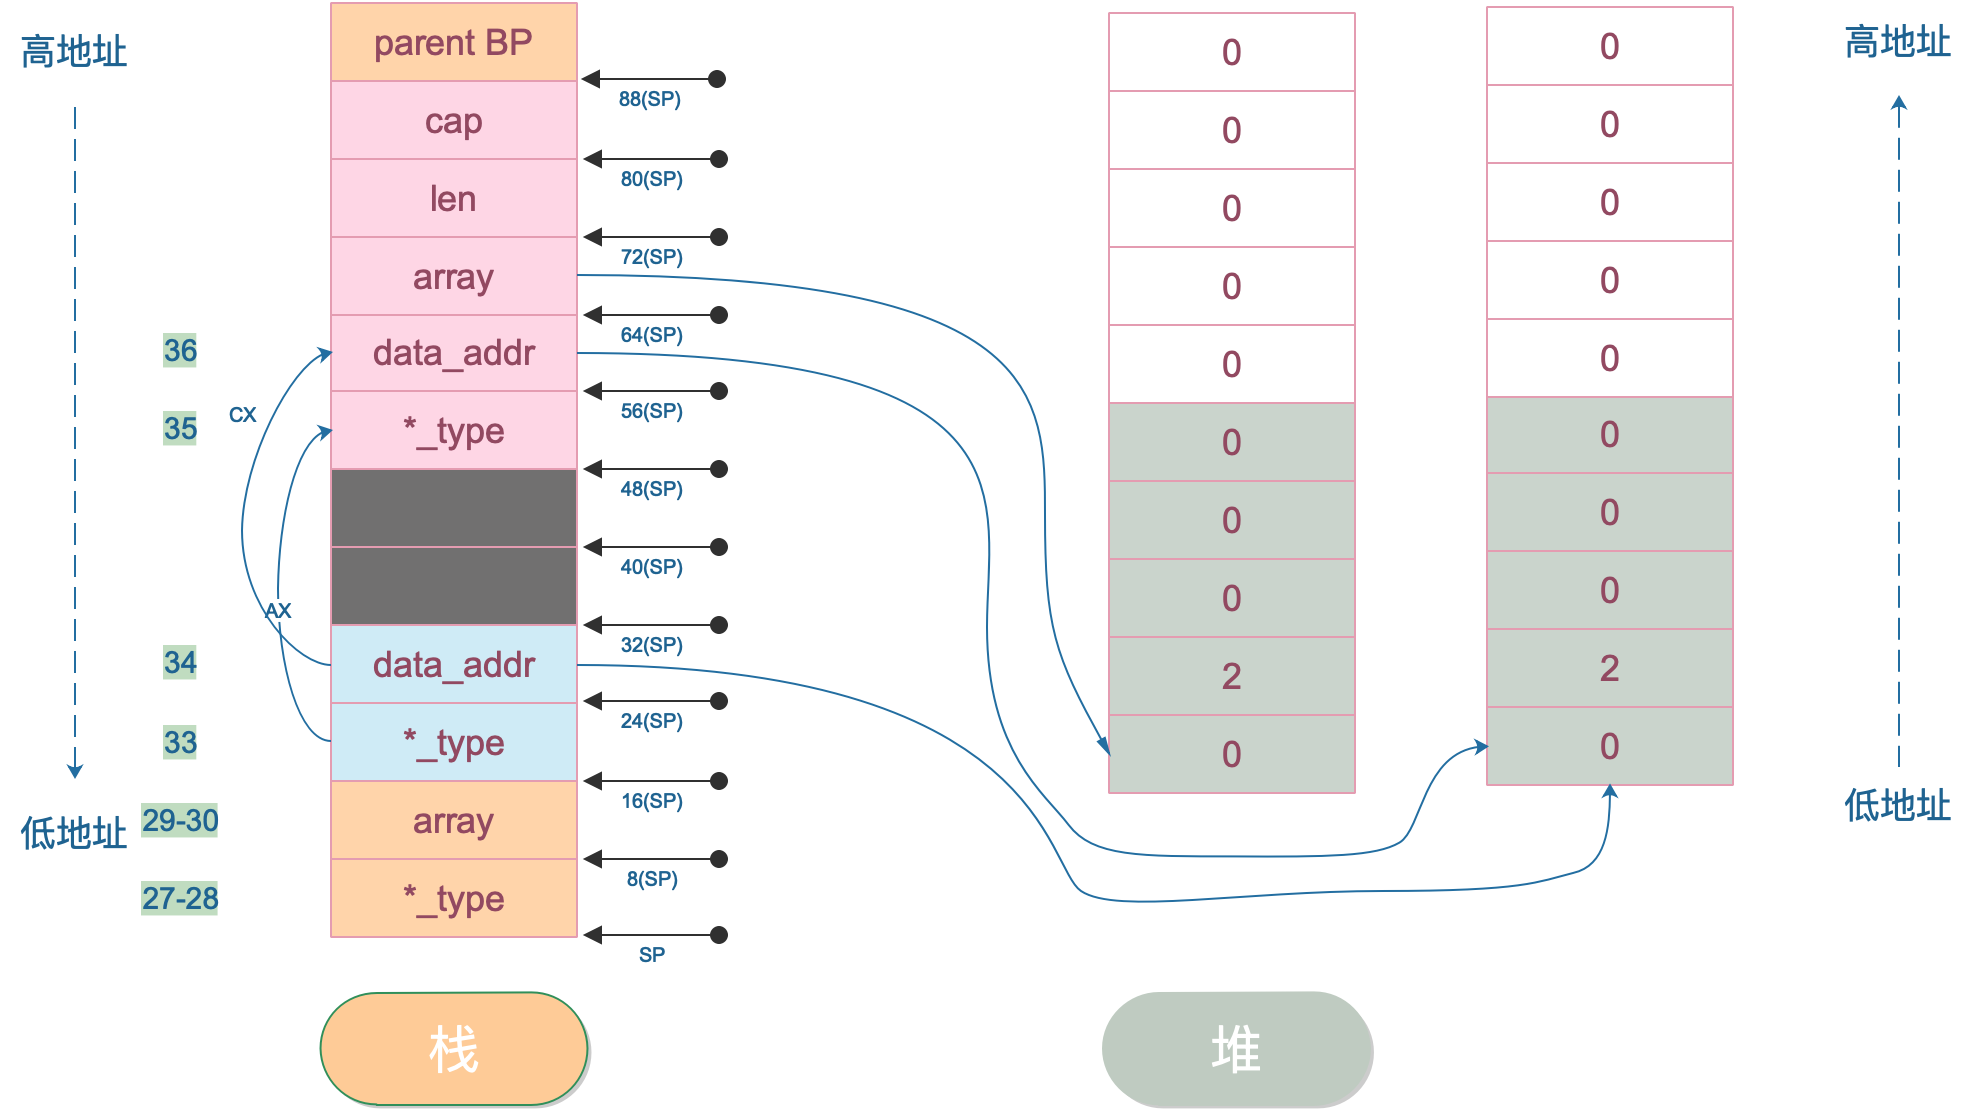 高地址
低地址
36
35
34
33
29-30
27-28
CX
AX
parent BP
cap
len
array
data_addr
*_type
data_addr
*_type
array
*_type
88(SP)
80(SP)
72(SP)
64(SP)
56(SP)
48(SP)
40(SP)
32(SP)
24(SP)
16(SP)
8(SP)
SP
栈
0
0
0
0
0
0
0
0
2
0
0
0
0
0
0
0
0
0
2
0
堆
高地址
低地址